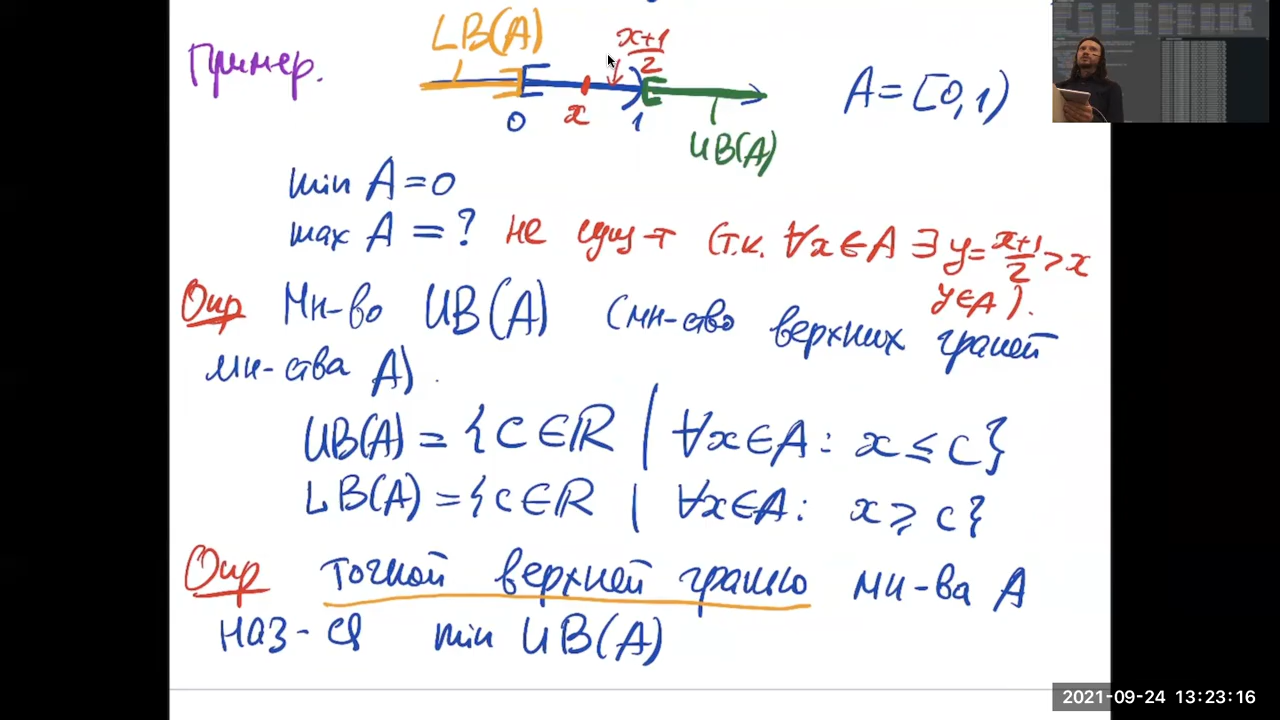 Пример.
LB(A)
x+1
2
0
x
1
UB(A)
A = [0,1)
min A = 0
max A = ? не сущ-т (т.к. ∀x∈A ∃ y = x+1/2 > x
y∈A).
Опр Мн-во UB(A) (мн-ство верхних граней
мн-ства A)
UB(A) = {c∈ℝ | ∀x∈A: x ≤ c}
LB(A) = {c∈ℝ | ∀x∈A: x ≥ c}
Опр точной верхней гранью мн-ва A
наз-ся min UB(A)
2021-09-24 13:23:16